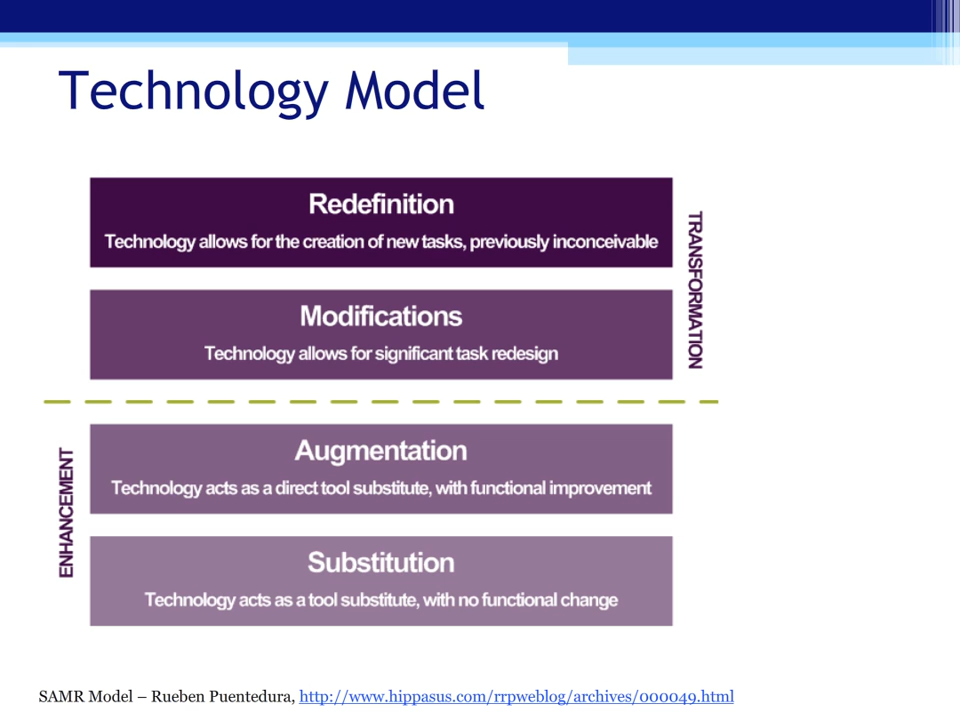 Technology Model
Redefinition
Technology allows for the creation of new tasks, previously inconceivable
TRANSFORMATION
Modifications
Technology allows for significant task redesign
Augmentation
Technology acts as a direct tool substitute, with functional improvement
ENHANCEMENT
Substitution
Technology acts as a tool substitute, with no functional change
SAMR Model – Rueben Puentedura, http://www.hippasus.com/rrpweblog/archives/000049.html